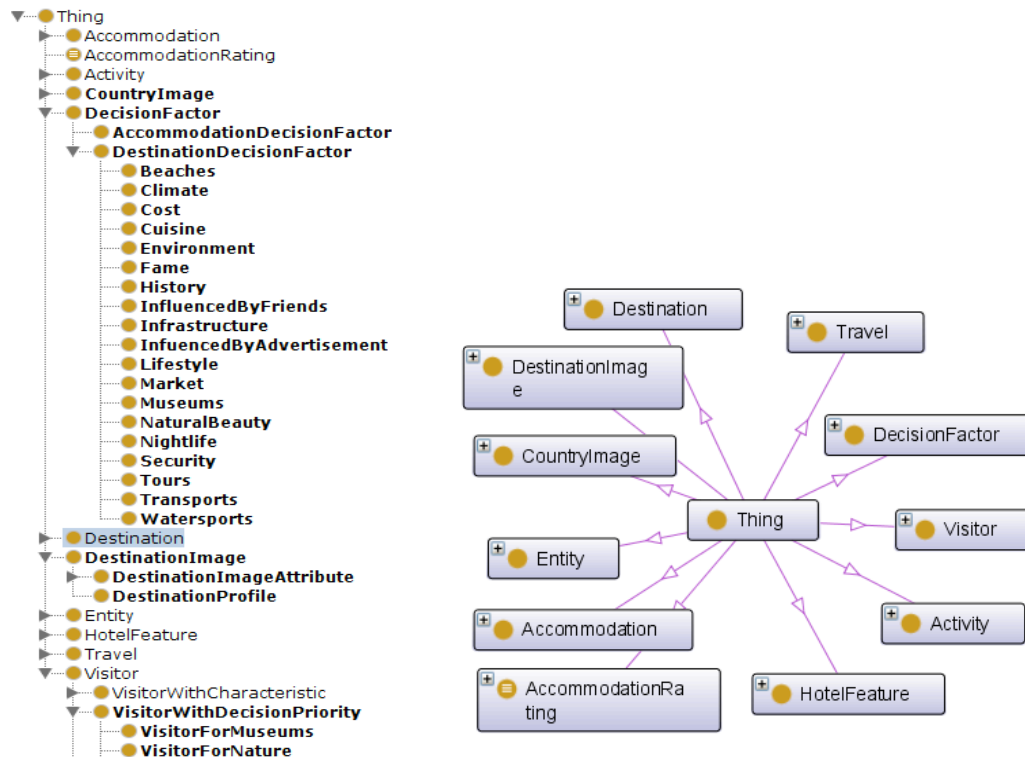 Thing
Accommodation
AccommodationRating
Activity
CountryImage
DecisionFactor
AccommodationDecisionFactor
DestinationDecisionFactor
Beaches
Climate
Cost
Cuisine
Environment
Fame
History
InfluencedByFriends
Infrastructure
InfuencedByAdvertisement
Lifestyle
Market
Museums
NaturalBeauty
Nightlife
Security
Tours
Transports
Watersports
Destination
DestinationImage
DestinationImageAttribute
DestinationProfile
Entity
HotelFeature
Travel
Visitor
VisitorWithCharacteristic
VisitorWithDecisionPriority
VisitorForMuseums
VisitorForNature
Destination
Travel
DestinationImag
e
DecisionFactor
CountryImage
Thing
Visitor
Entity
Activity
Accommodation
AccommodationRa
ting
HotelFeature